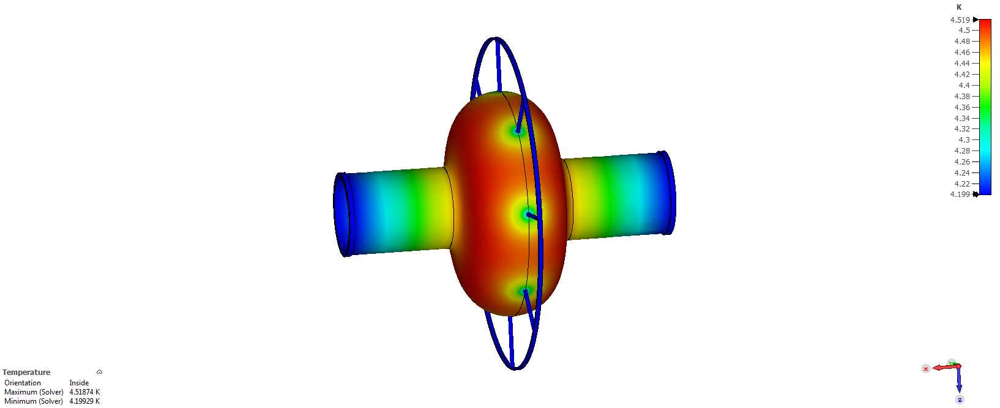 K
4.519
4.5
4.48
4.46
4.44
4.42
4.4
4.38
4.36
4.34
4.32
4.3
4.28
4.26
4.24
4.22
4.199
Temperature
Orientation Inside
Maximum (Solver) 4.51874 K
Minimum (Solver) 4.19929 K
x
z